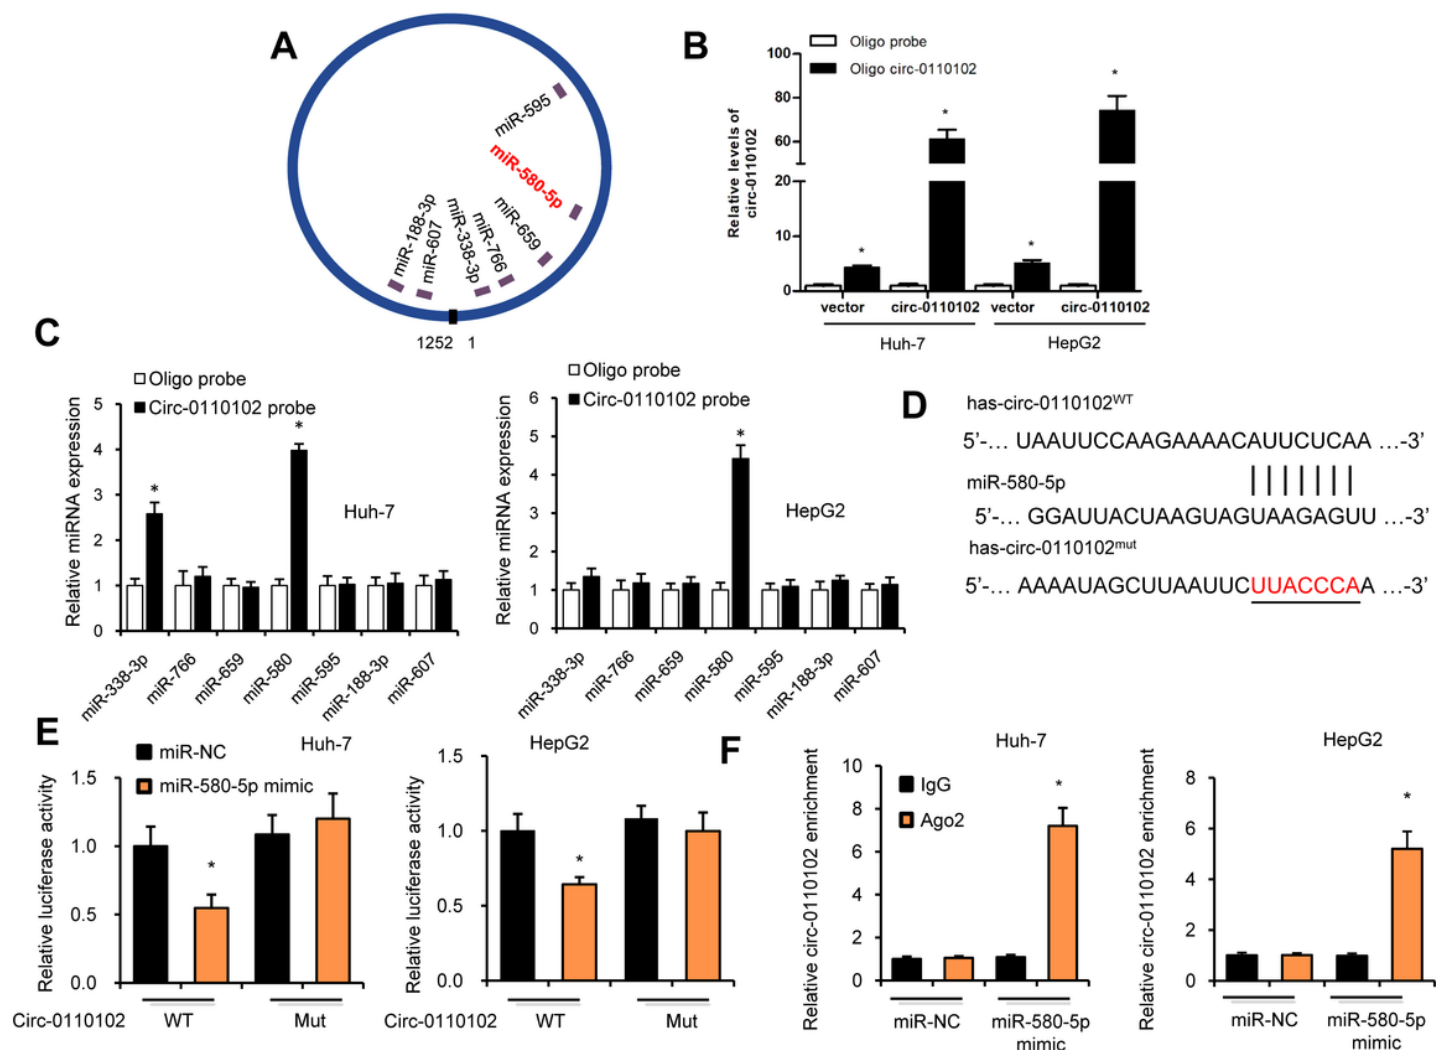 A
miR-595
miR-580-5p
miR-659
miR-766
miR-338-3p
miR-607
miR-188-3p
1252 1
B
Oligo probe
Oligo circ-0110102
Relative levels of
circ-0110102
100
80
60
40
20
10
0
* * * *
vector circ-0110102 vector circ-0110102
Huh-7 HepG2
C
Oligo probe
Circ-0110102 probe
Huh-7
Relative miRNA expression
5
4
3
2
1
0
* *
miR-338-3p
miR-766
miR-659
miR-580
miR-595
miR-188-3p
miR-607
Oligo probe
Circ-0110102 probe
HepG2
Relative miRNA expression
6
5
4
3
2
1
0
*
miR-338-3p
miR-766
miR-659
miR-580
miR-595
miR-188-3p
miR-607
D
has-circ-0110102WT
5’-... UAAUUCCAAGAAAACAUUCUCAA ...-3’
miR-580-5p
5’-... GGAUUACUAAGUAGUAAGAGUU ...-3’
has-circ-0110102mut
5’-... AAAAUAGCUUAAUUCUUACCCAA ...-3’
E
Huh-7
miR-NC
miR-580-5p mimic
Relative luciferase activity
1.5
1.0
0.5
0.0
*
Circ-0110102 WT Mut
HepG2
Relative luciferase activity
1.5
1.0
0.5
0.0
*
Circ-0110102 WT Mut
F
Huh-7
IgG
Ago2
Relative circ-0110102 enrichment
10
8
6
4
2
0
*
miR-NC miR-580-5p
mimic
HepG2
Relative circ-0110102 enrichment
8
6
4
2
0
*
miR-NC miR-580-5p
mimic